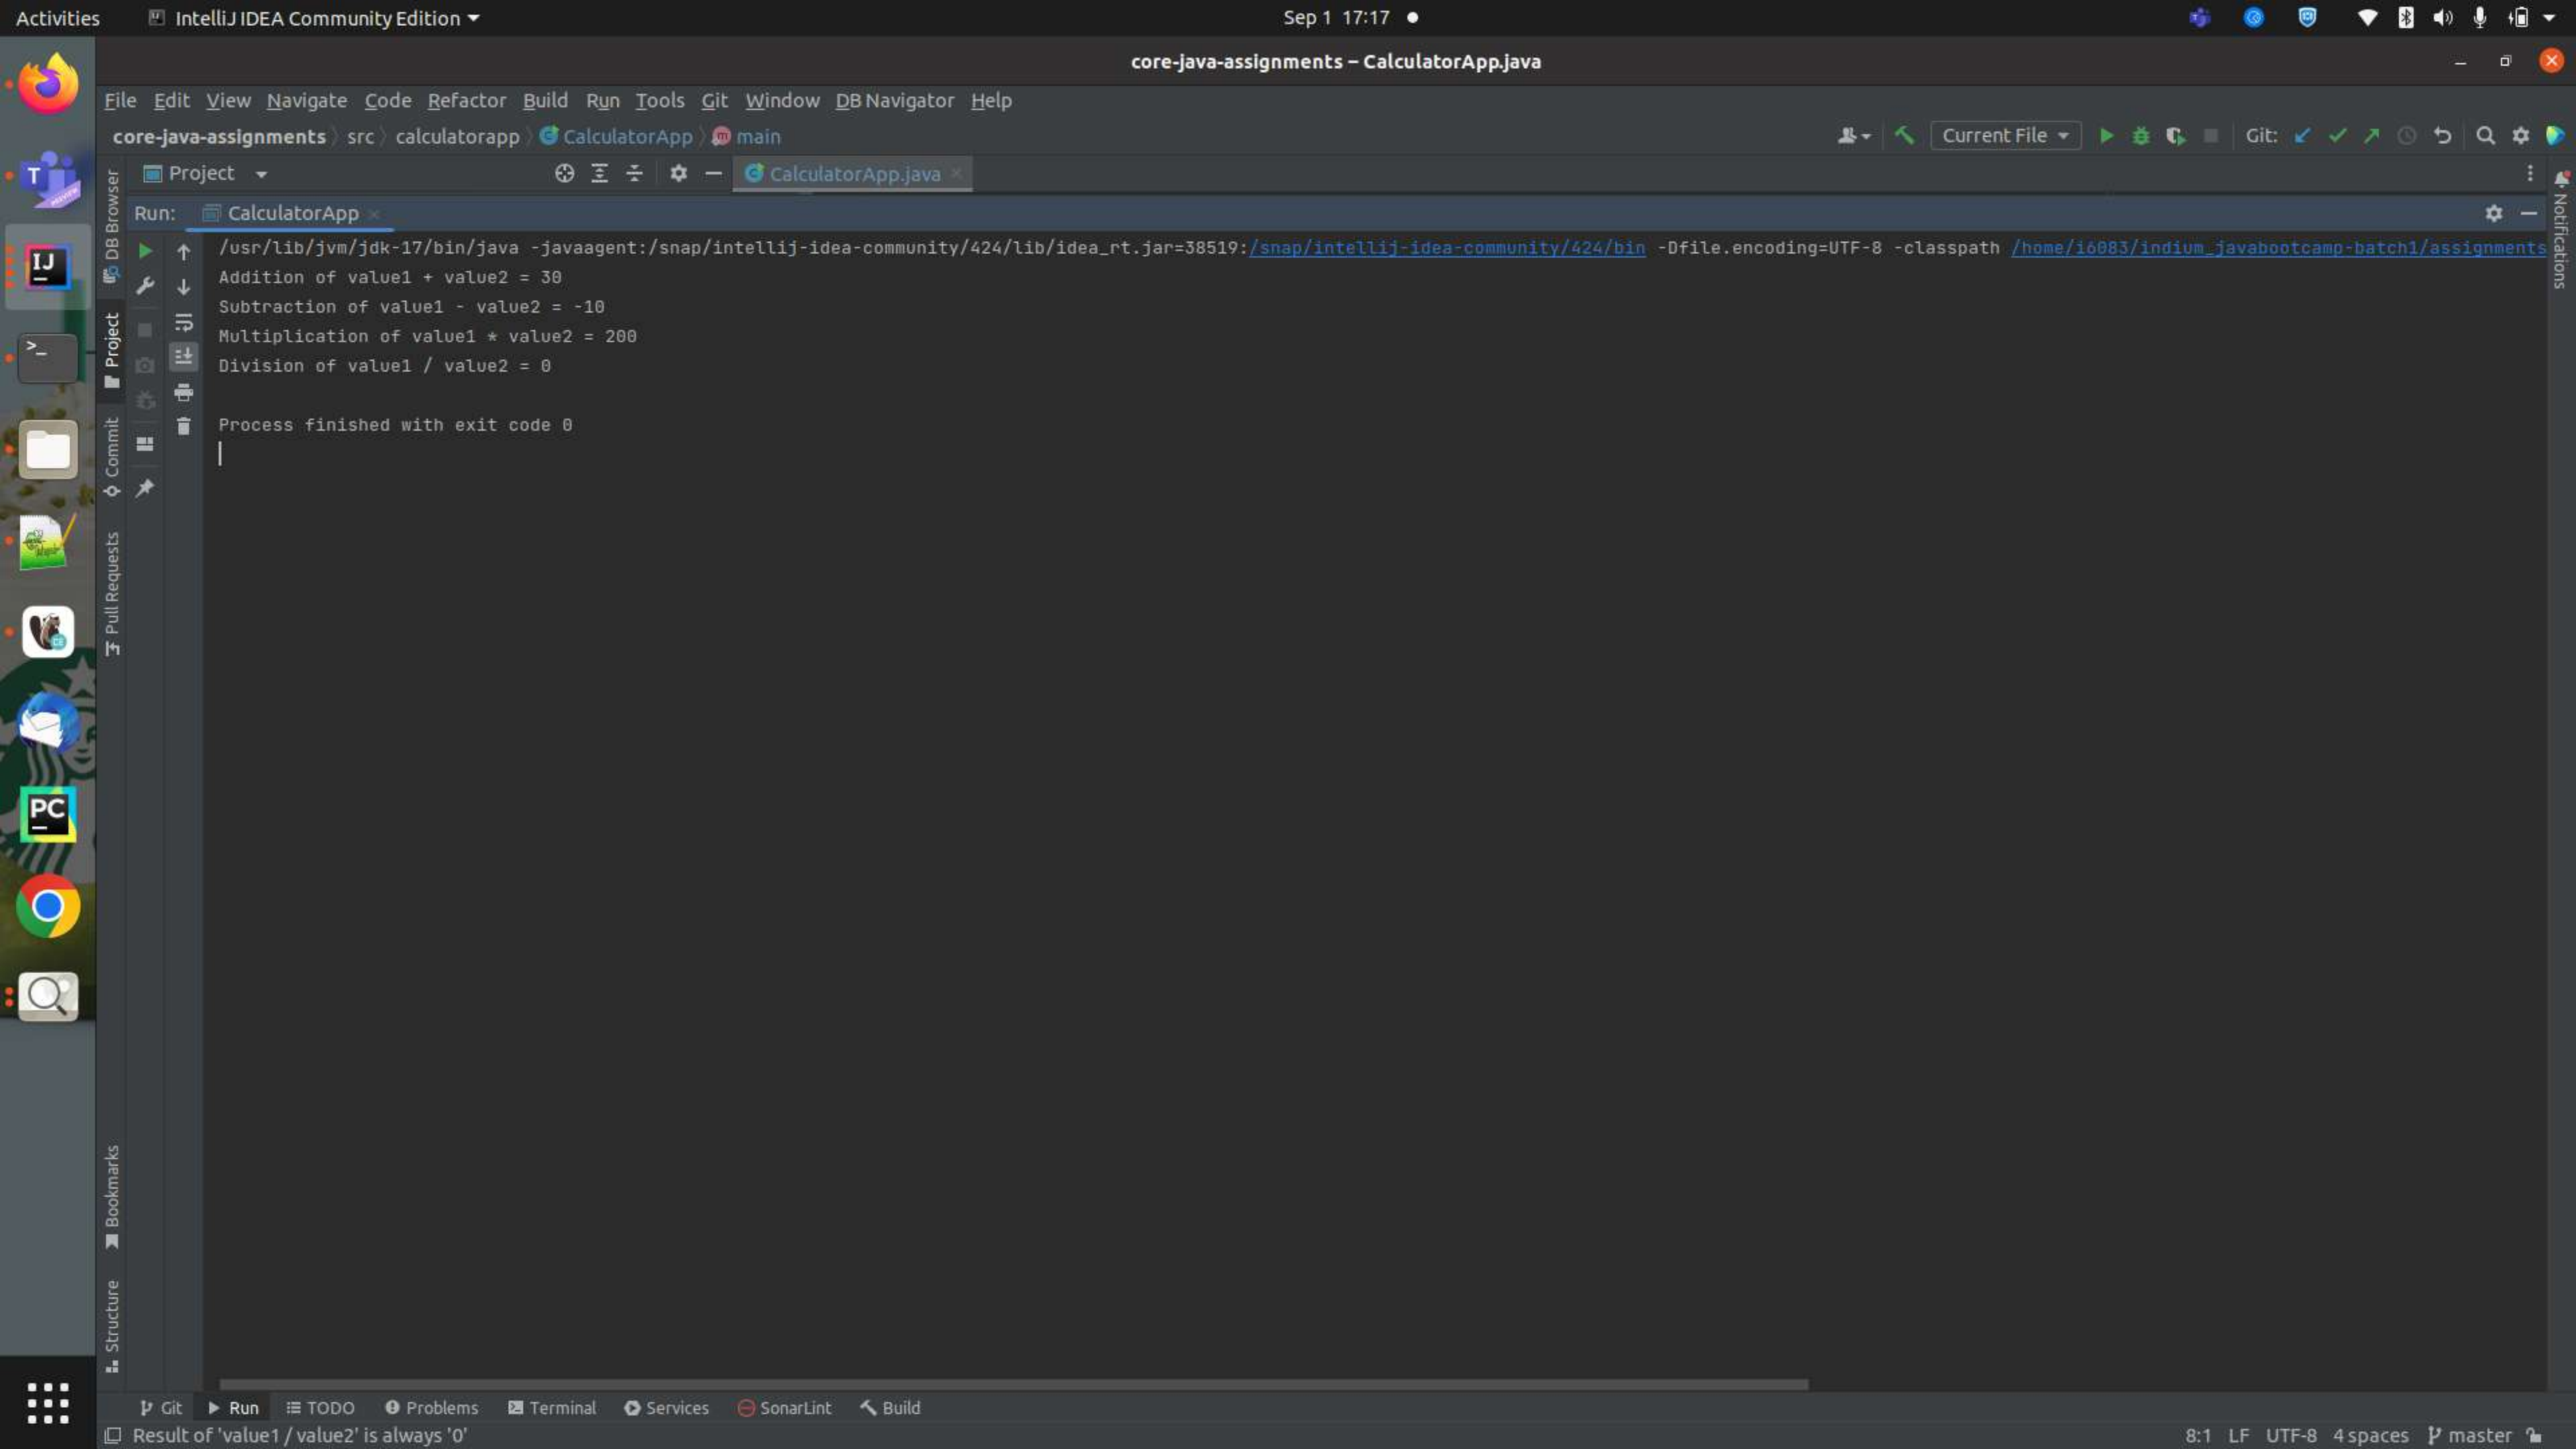 Activities IntelliJ IDEA Community Edition Sep 1 17:17
core-java-assignments – CalculatorApp.java
File Edit View Navigate Code Refactor Build Run Tools Git Window DB Navigator Help
core-java-assignments src calculatorapp CalculatorApp main Current File Git:
Project CalculatorApp.java
Run: CalculatorApp
/usr/lib/jvm/jdk-17/bin/java -javaagent:/snap/intellij-idea-community/424/lib/idea_rt.jar=38519:/snap/intellij-idea-community/424/bin -Dfile.encoding=UTF-8 -classpath /home/i6083/indium_javabootcamp-batch1/assignments
Addition of value1 + value2 = 30
Subtraction of value1 - value2 = -10
Multiplication of value1 * value2 = 200
Division of value1 / value2 = 0
Process finished with exit code 0
DB Browser
Project
Commit
Pull Requests
Bookmarks
Structure
Notifications
T
IJ
>_
PC
Git Run TODO Problems Terminal Services SonarLint Build
Result of 'value1 / value2' is always '0' 8:1 LF UTF-8 4 spaces master